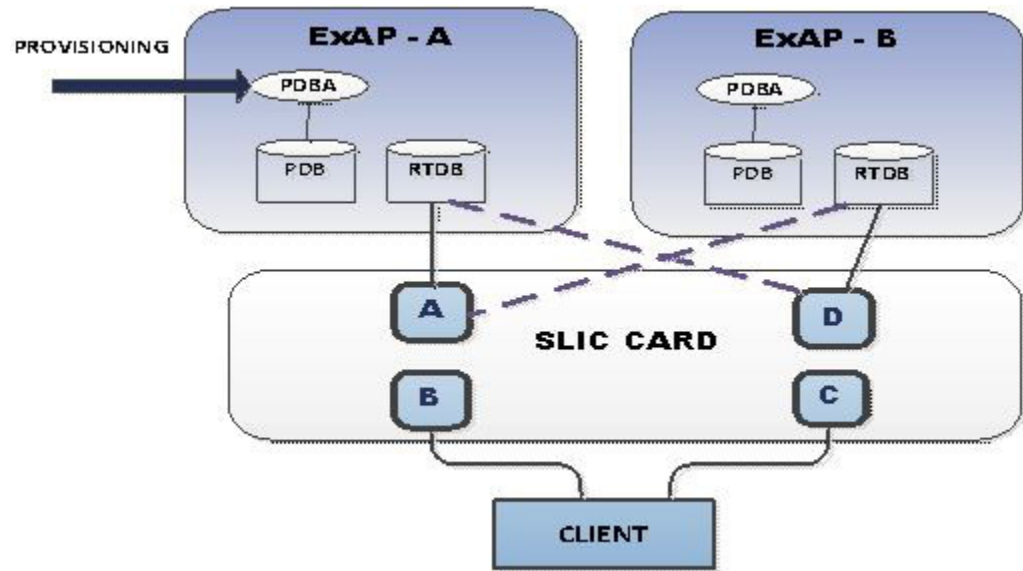 ExAP - A
ExAP - B
PROVISIONING
PDBA
PDBA
PDB
RTDB
PDB
RTDB
A
D
SLIC CARD
B
C
CLIENT